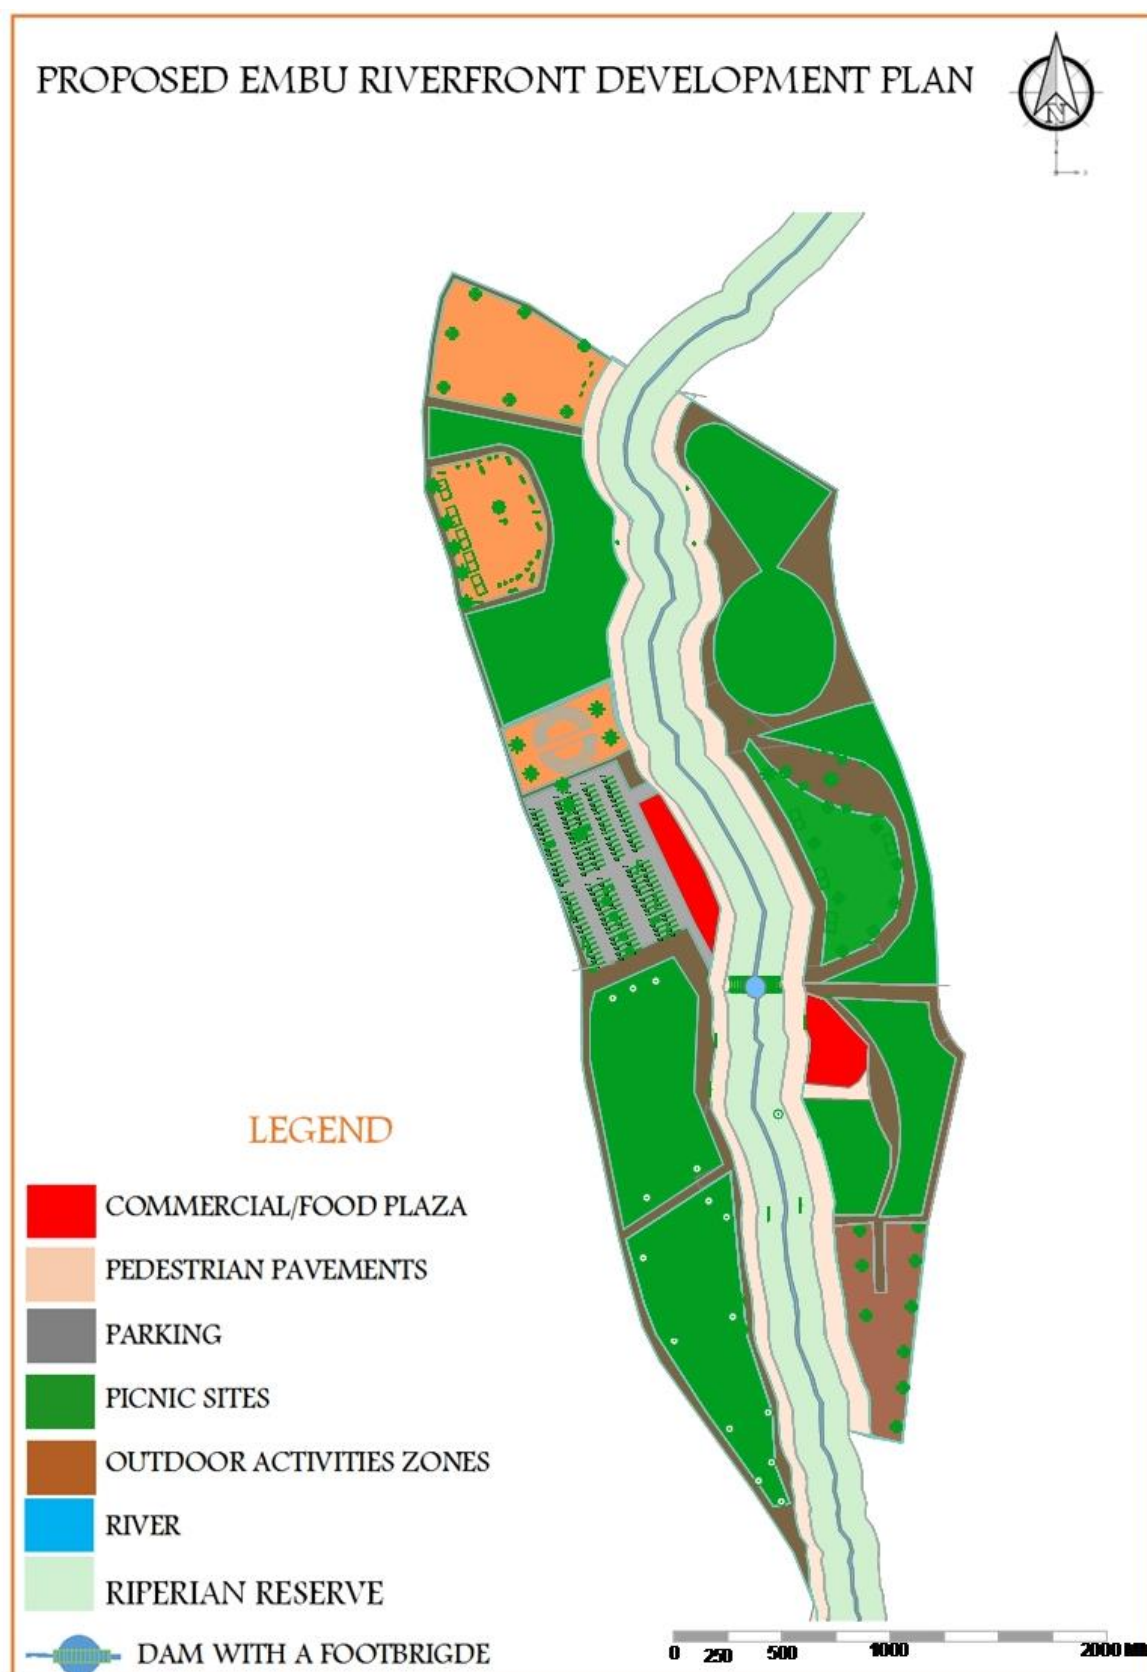 PROPOSED EMBU RIVERFRONT DEVELOPMENT PLAN
N
LEGEND
COMMERCIAL/FOOD PLAZA
PEDESTRIAN PAVEMENTS
PARKING
PICNIC SITES
OUTDOOR ACTIVITIES ZONES
RIVER
RIPERIAN RESERVE
DAM WITH A FOOTBRIGDE
0 250 500 1000 2000